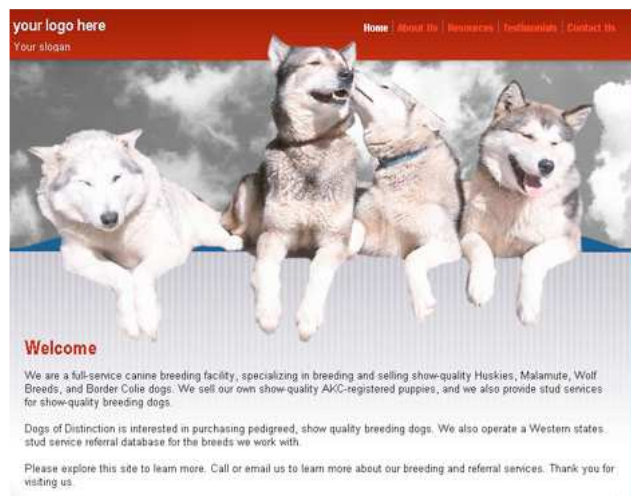 your logo here
Your slogan
Home | About Us | Resources | Testimonials | Contact Us
Welcome
We are a full-service canine breeding facility, specializing in breeding and selling show-quality Huskies, Malamute, Wolf
Breeds, and Border Colie dogs. We sell our own show-quality AKC-registered puppies, and we also provide stud services
for show-quality breeding dogs.
Dogs of Distinction is interested in purchasing pedigreed, show quality breeding dogs. We also operate a Western states
stud service referral database for the breeds we work with.
Please explore this site to learn more. Call or email us to learn more about our breeding and referral services. Thank you for
visiting us.